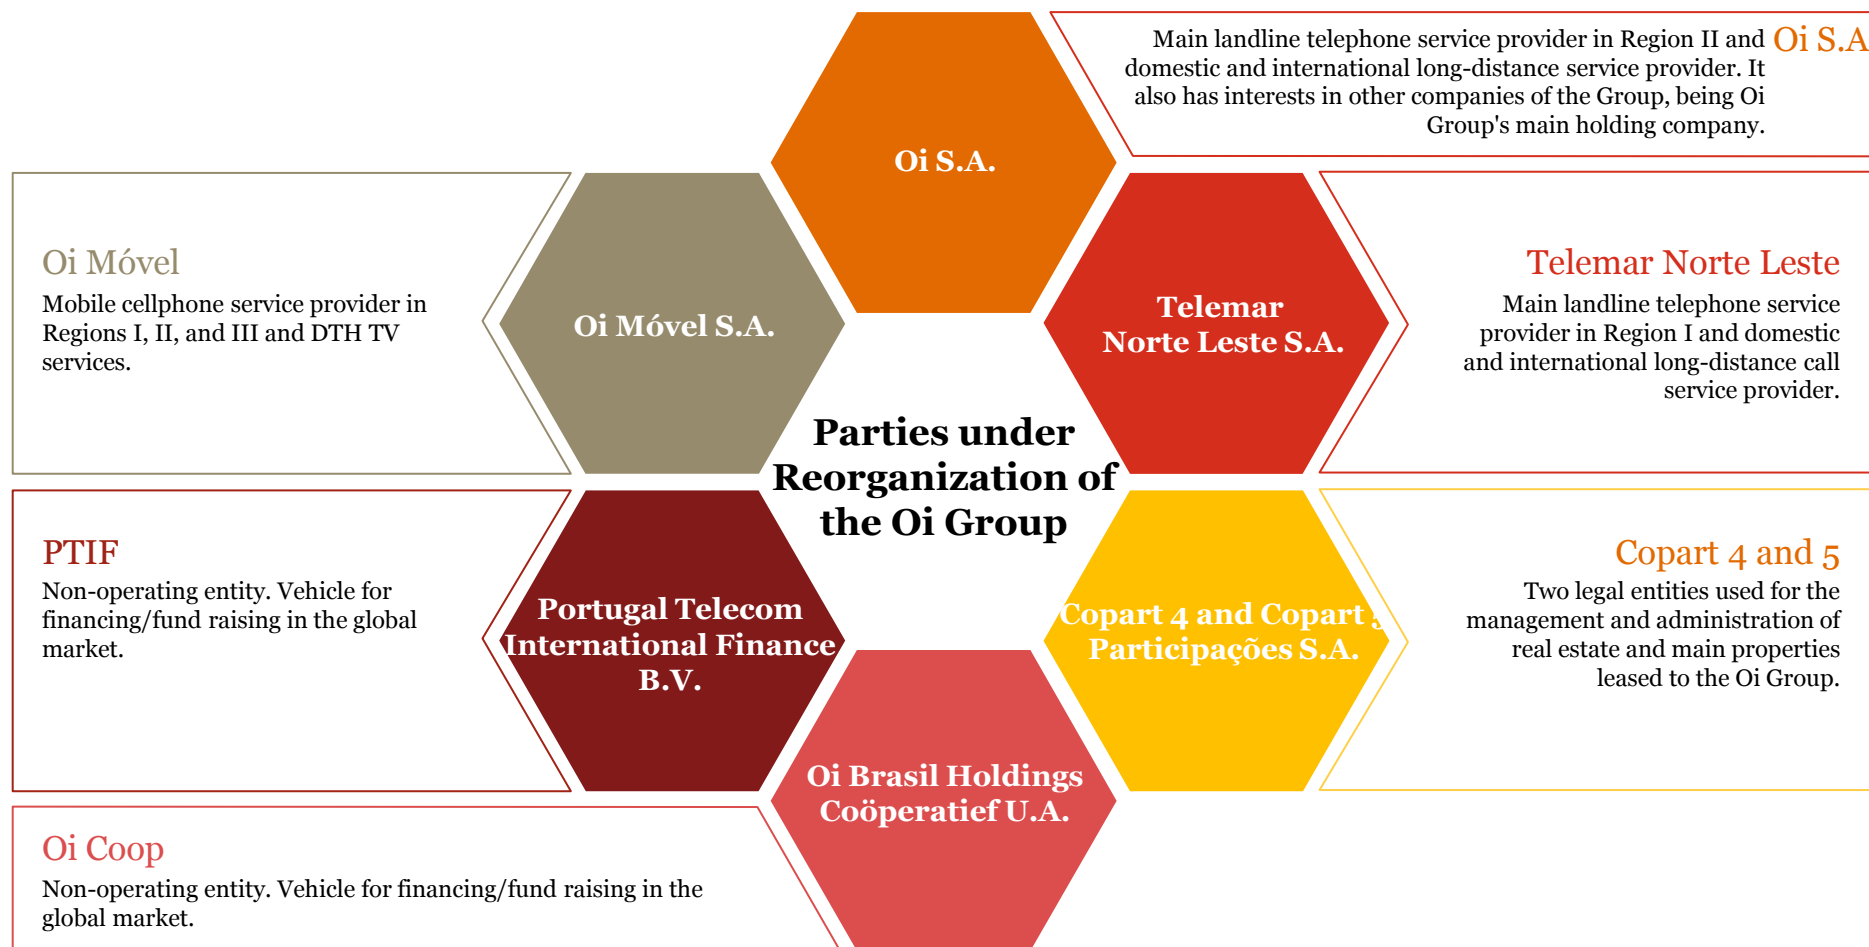 Main landline telephone service provider in Region II and
domestic and international long-distance service provider. It
also has interests in other companies of the Group, being Oi
Group's main holding company.
Oi S.A
Oi S.A.
Oi Móvel
Mobile cellphone service provider in
Regions I, II, and III and DTH TV
services.
Oi Móvel S.A.
Telemar
Norte Leste S.A.
Telemar Norte Leste
Main landline telephone service
provider in Region I and domestic
and international long-distance call
service provider.
Parties under
Reorganization of
the Oi Group
PTIF
Non-operating entity. Vehicle for
financing/fund raising in the global
market.
Portugal Telecom
International Finance
B.V.
Copart 4 and Copart 5
Participações S.A.
Copart 4 and 5
Two legal entities used for the
management and administration of
real estate and main properties
leased to the Oi Group.
Oi Brasil Holdings
Coöperatief U.A.
Oi Coop
Non-operating entity. Vehicle for financing/fund raising in the
global market.